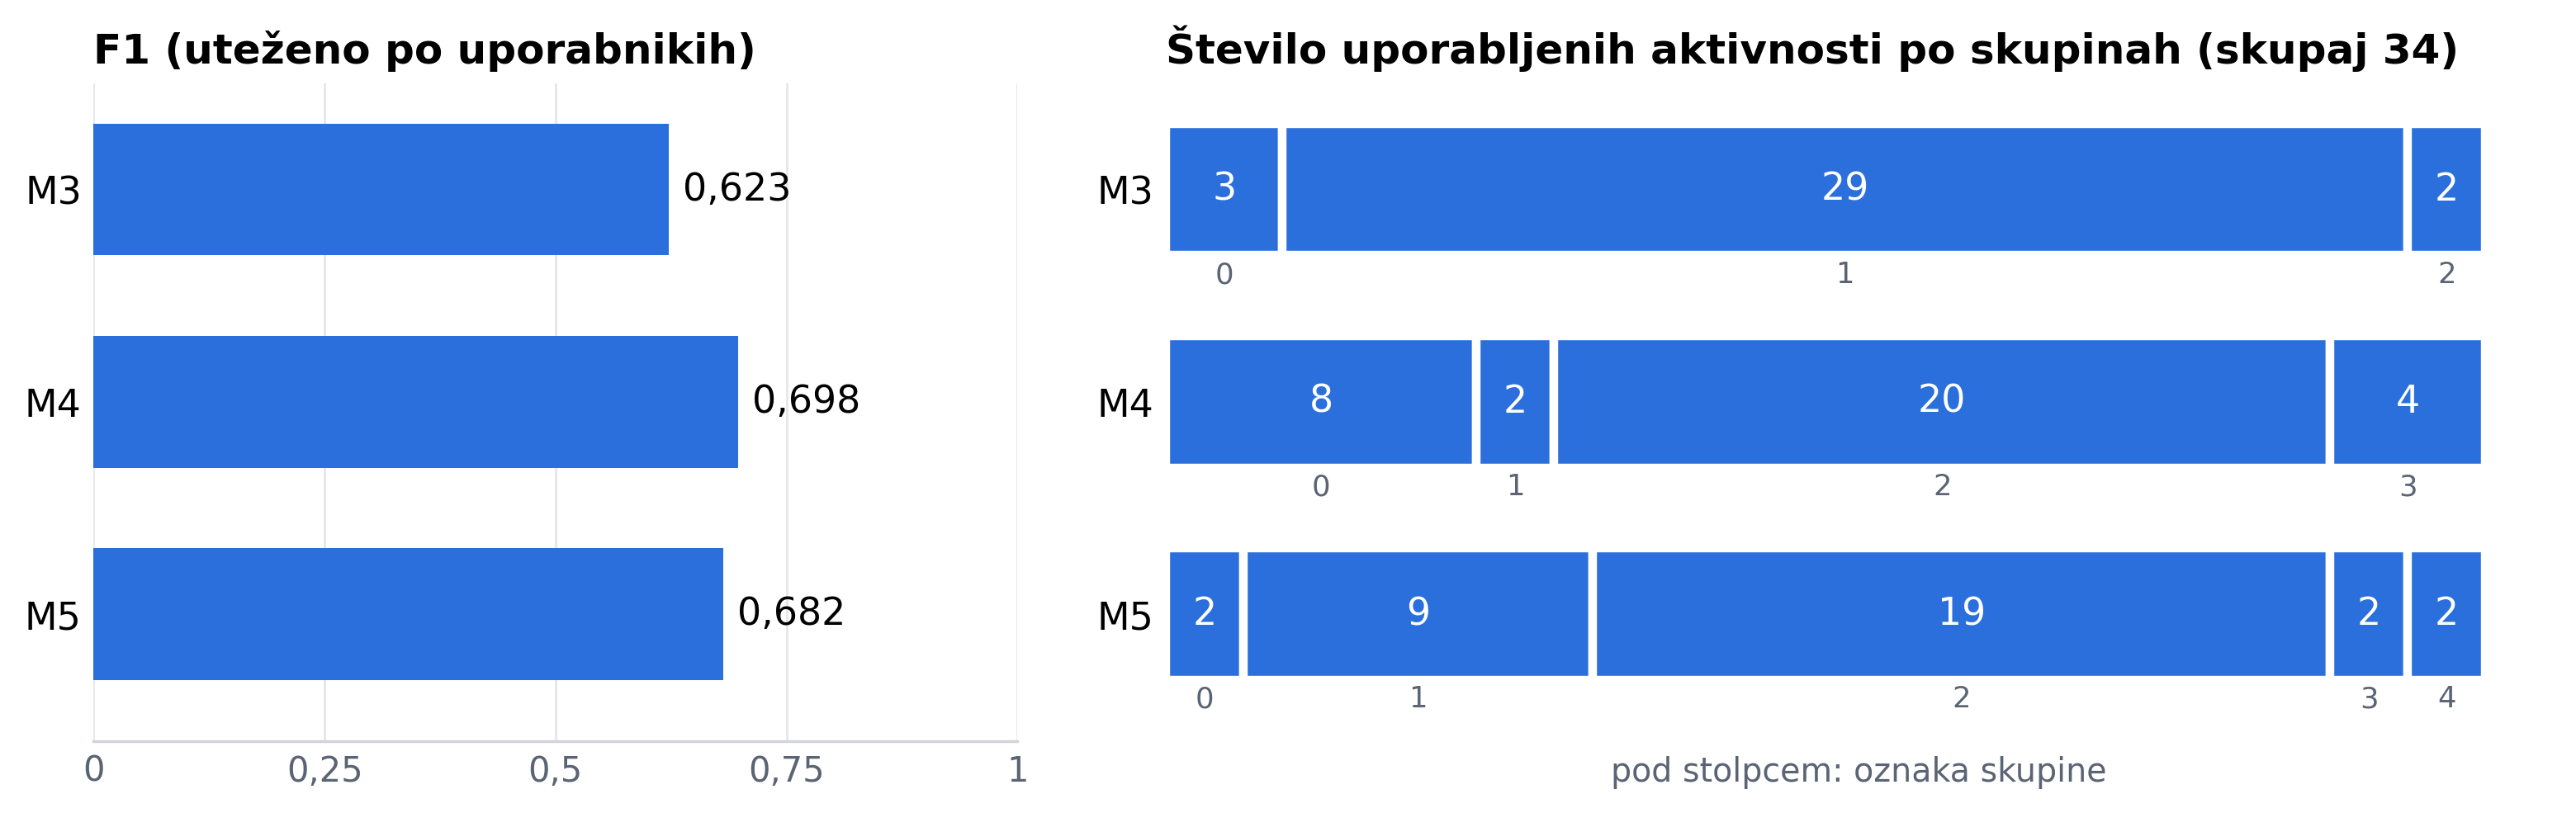 F1 (uteženo po uporabnikih)
M3
0,623
M4
0,698
M5
0,682
0 0,25 0,5 0,75 1
Število uporabljenih aktivnosti po skupinah (skupaj 34)
M3 3 29 2
0 1 2
M4 8 2 20 4
0 1 2 3
M5 2 9 19 2 2
0 1 2 3 4
pod stolpcem: oznaka skupine